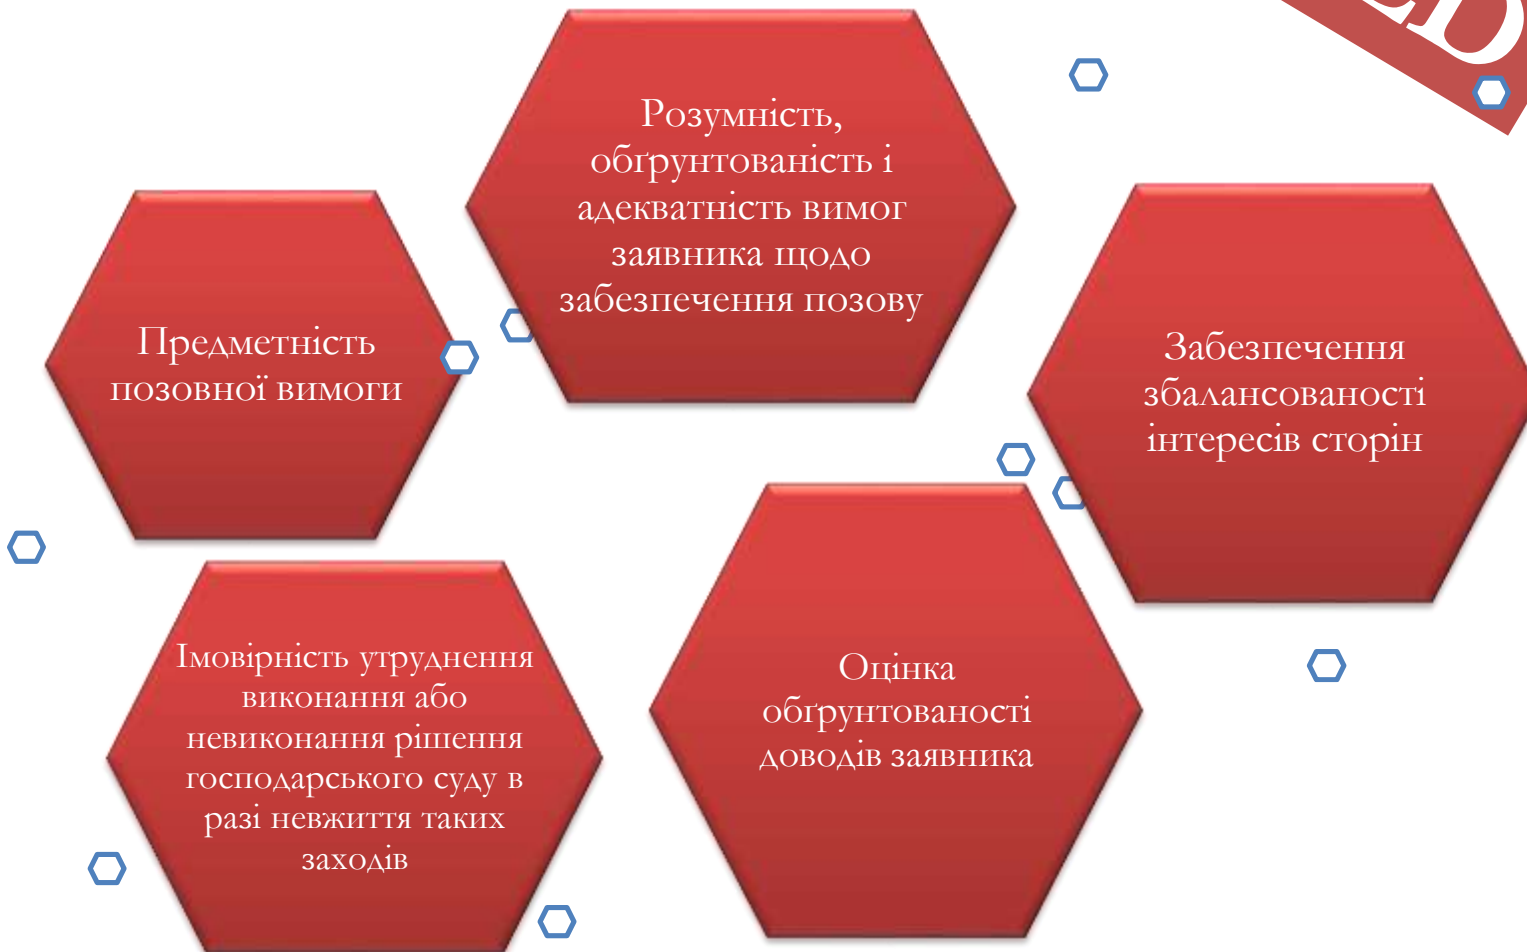 Розумність,
обґрунтованість і
адекватність вимог
заявника щодо
забезпечення позову
Предметність
позовної вимоги
Забезпечення
збалансованості
інтересів сторін
Імовірність утруднення
виконання або
невиконання рішення
господарського суду в
разі невжиття таких
заходів
Оцінка
обґрунтованості
доводів заявника